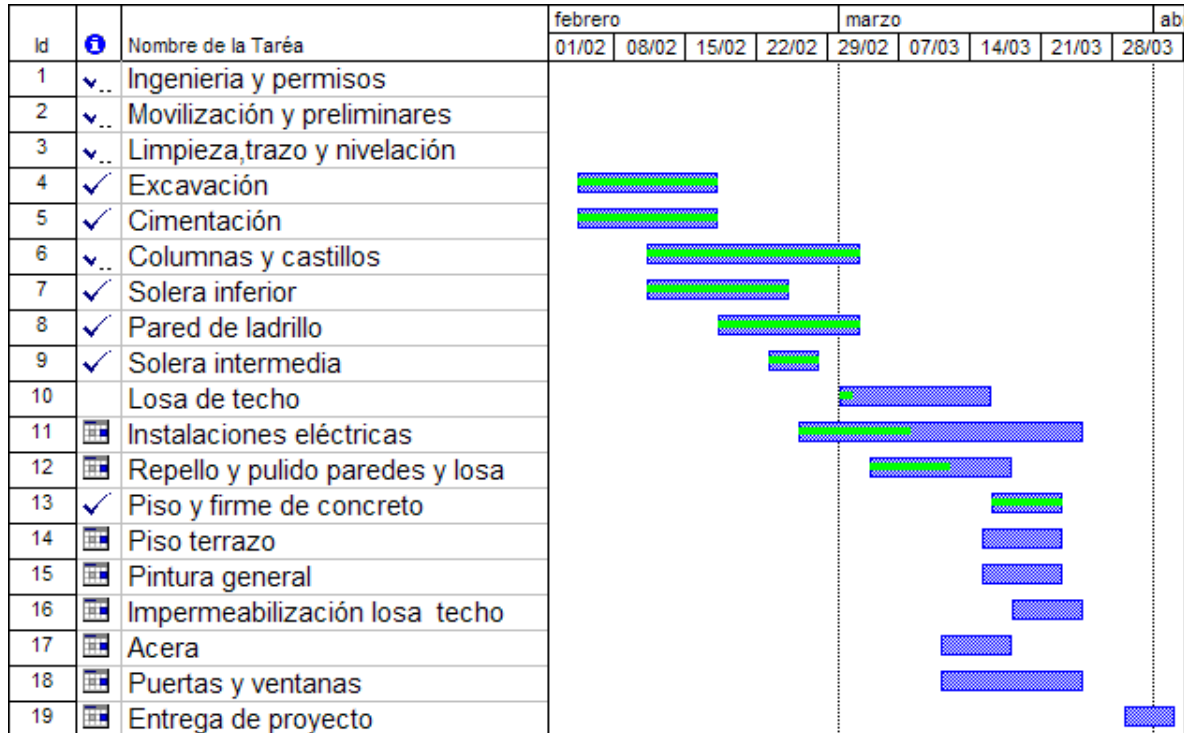 febrero marzo ab
Id Nombre de la Taréa 01/02 08/02 15/02 22/02 29/02 07/03 14/03 21/03 28/03
1 Ingenieria y permisos
2 Movilización y preliminares
3 Limpieza,trazo y nivelación
4 Excavación
5 Cimentación
6 Columnas y castillos
7 Solera inferior
8 Pared de ladrillo
9 Solera intermedia
10 Losa de techo
11 Instalaciones eléctricas
12 Repello y pulido paredes y losa
13 Piso y firme de concreto
14 Piso terrazo
15 Pintura general
16 Impermeabilización losa techo
17 Acera
18 Puertas y ventanas
19 Entrega de proyecto